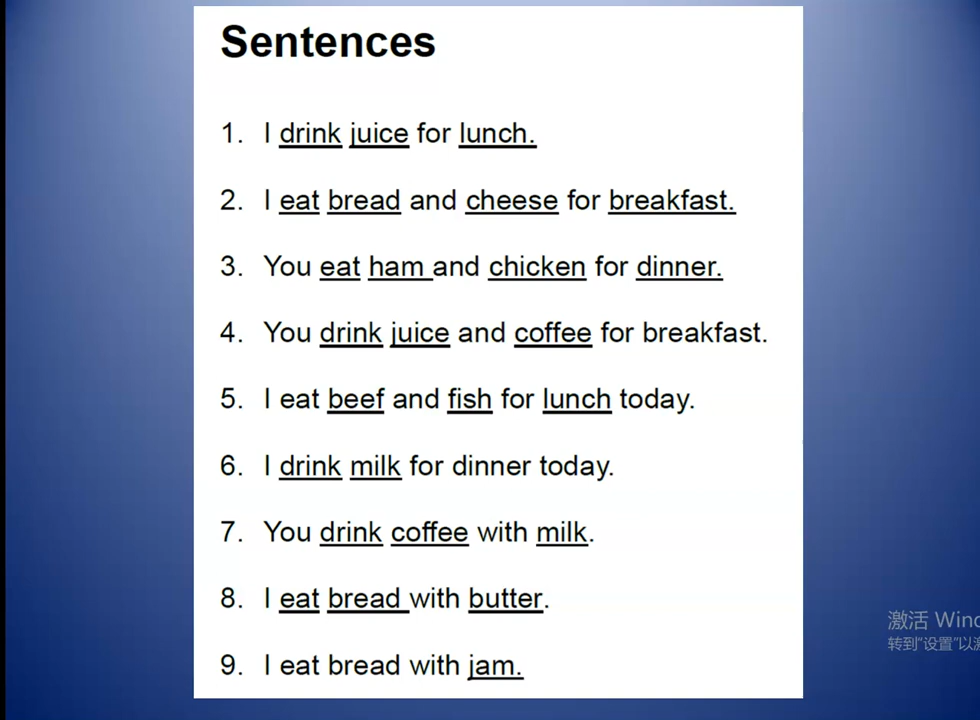 Sentences
1. I drink juice for lunch.
2. I eat bread and cheese for breakfast.
3. You eat ham and chicken for dinner.
4. You drink juice and coffee for breakfast.
5. I eat beef and fish for lunch today.
6. I drink milk for dinner today.
7. You drink coffee with milk.
8. I eat bread with butter.
激活 Wind
转到"设置"以激
9. I eat bread with jam.